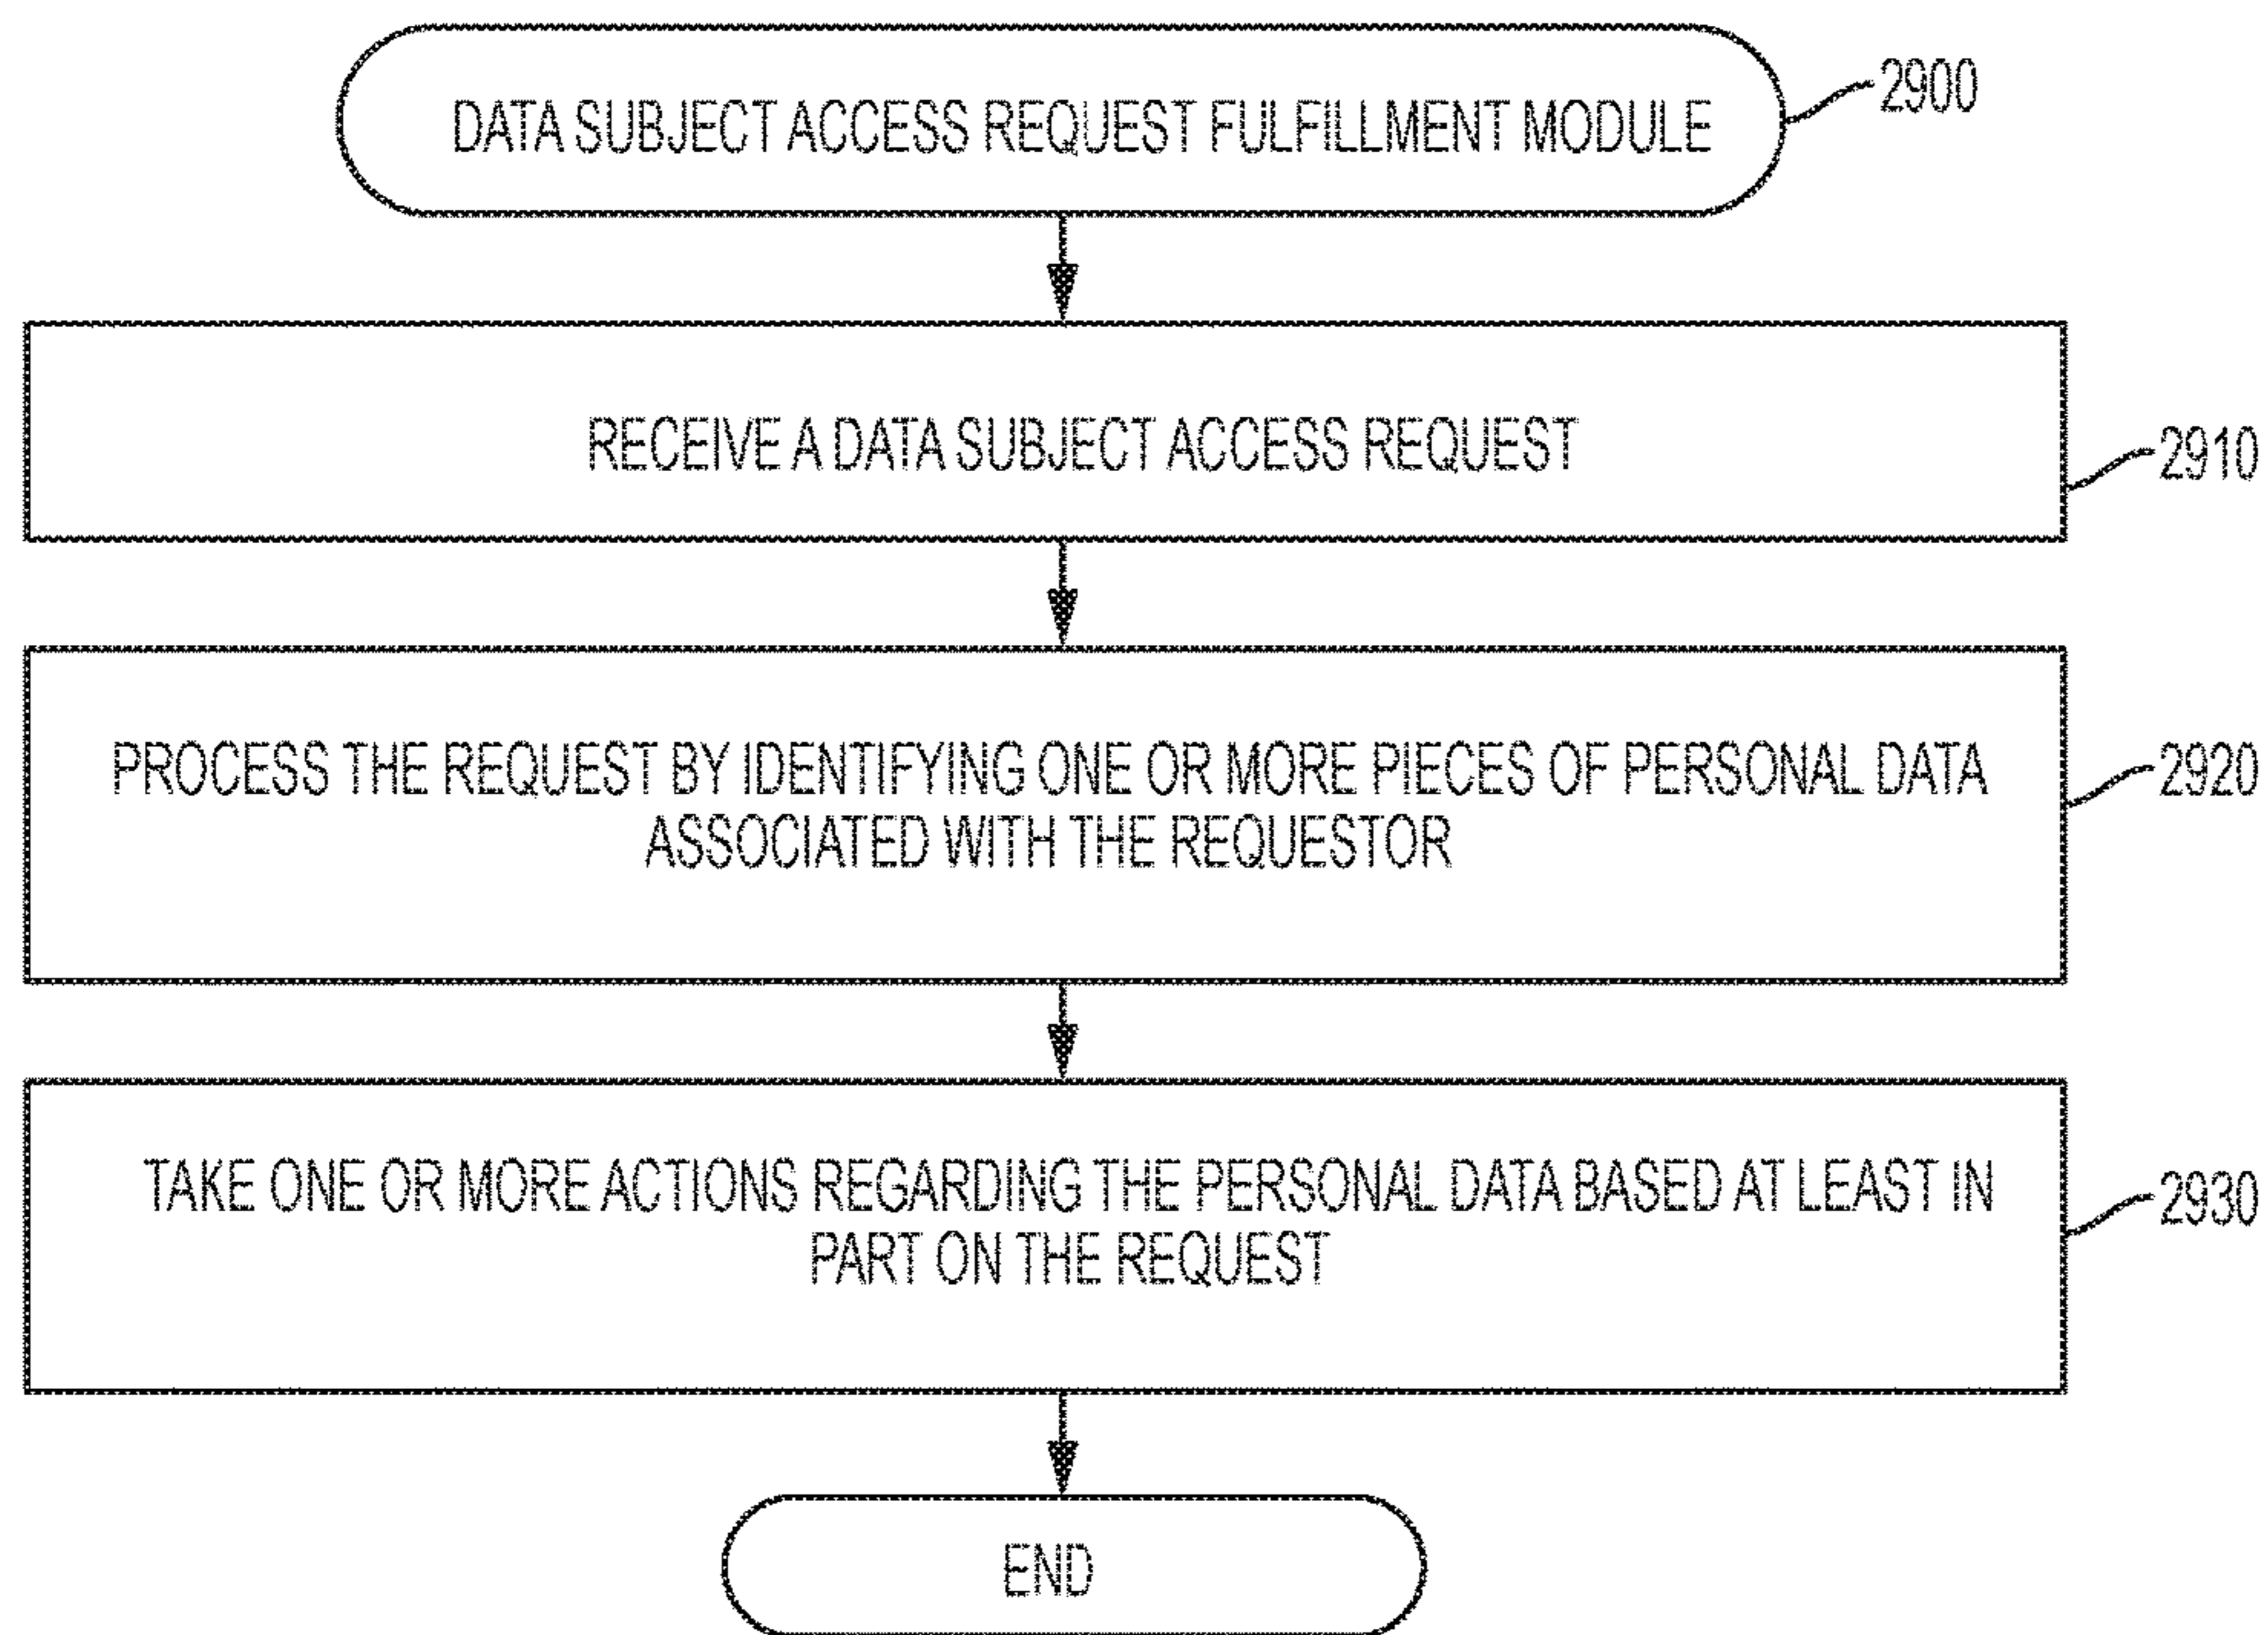 DATA SUBJECT ACCESS REQUEST FULFILLMENT MODULE
2900
RECEIVE A DATA SUBJECT ACCESS REQUEST
2910
PROCESS THE REQUEST BY IDENTIFYING ONE OR MORE PIECES OF PERSONAL DATA
ASSOCIATED WITH THE REQUESTOR
2920
TAKE ONE OR MORE ACTIONS REGARDING THE PERSONAL DATA BASED AT LEAST IN
PART ON THE REQUEST
2930
END